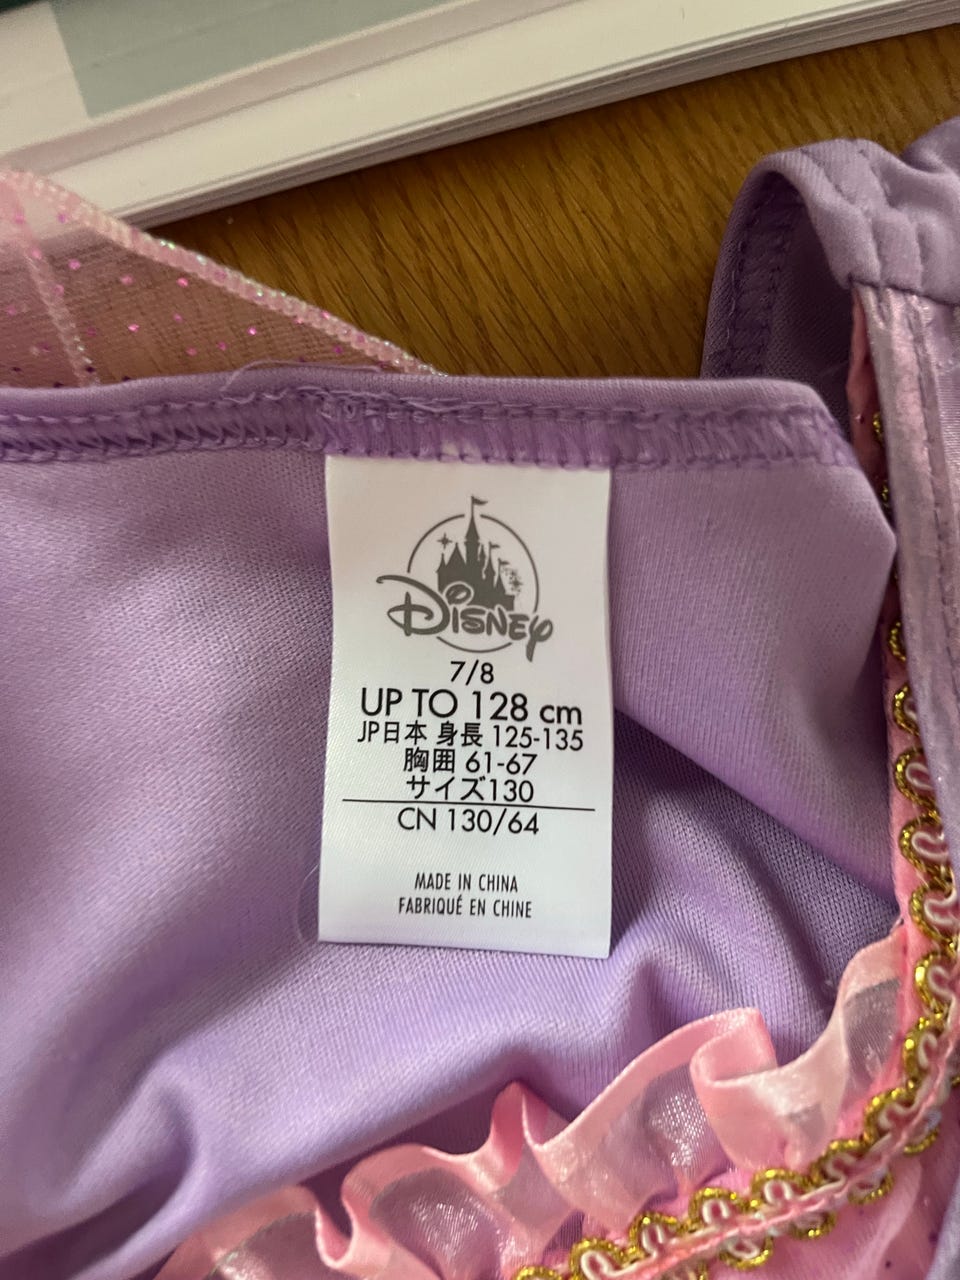 Disney
7/8
UP TO 128 cm
JP日本 身長 125-135
胸囲 61-67
サイズ130
CN 130/64
MADE IN CHINA
FABRIQUÉ EN CHINE